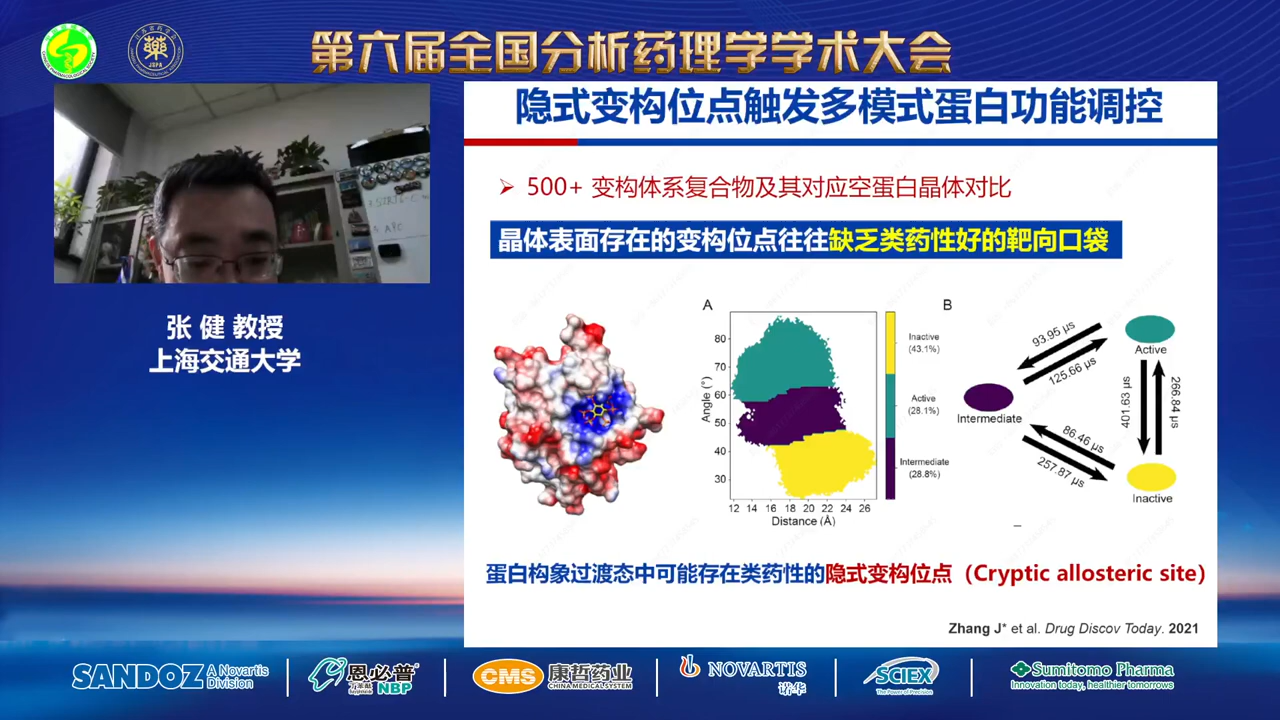 第六届全国分析药理学学术大会
张 健 教授
上海交通大学
隐式变构位点触发多模式蛋白功能调控
➢ 500+ 变构体系复合物及其对应空蛋白晶体对比
晶体表面存在的变构位点往往缺乏类药性好的靶向口袋
A
Angle (°)
80
70
60
50
40
30
12 14 16 18 20 22 24 26
Distance (Å)
Inactive
(43.1%)
Active
(28.1%)
Intermediate
(28.8%)
B
Active
93.95 μs
125.66 μs
Intermediate
401.63 μs
266.84 μs
86.46 μs
257.87 μs
Inactive
蛋白构象过渡态中可能存在类药性的隐式变构位点（Cryptic allosteric site）
Zhang J* et al. Drug Discov Today. 2021
SANDOZ A Novartis
Division
恩必普
NBP
CMS 康哲药业
CHINA MEDICAL SYSTEM
NOVARTIS
诺华
SCIEX
The Power of Precision
Sumitomo Pharma
Innovation today, healthier tomorrows